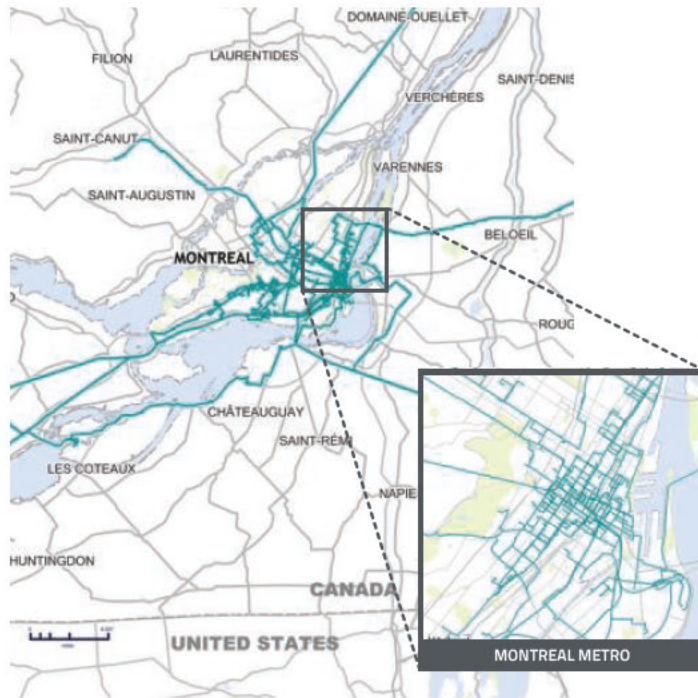 DOMAINE-OUELLET
FILION
LAURENTIDES
SAINT-DENIS
VERCHÈRES
SAINT-CANUT
VARENNES
SAINT-AUGUSTIN
BELOEIL
MONTREAL
ROUG
CHÂTEAUGUAY
SAINT-RÉMI
LES COTEAUX
NAPIE
HUNTINGDON
CANADA
UNITED STATES
MONTREAL METRO